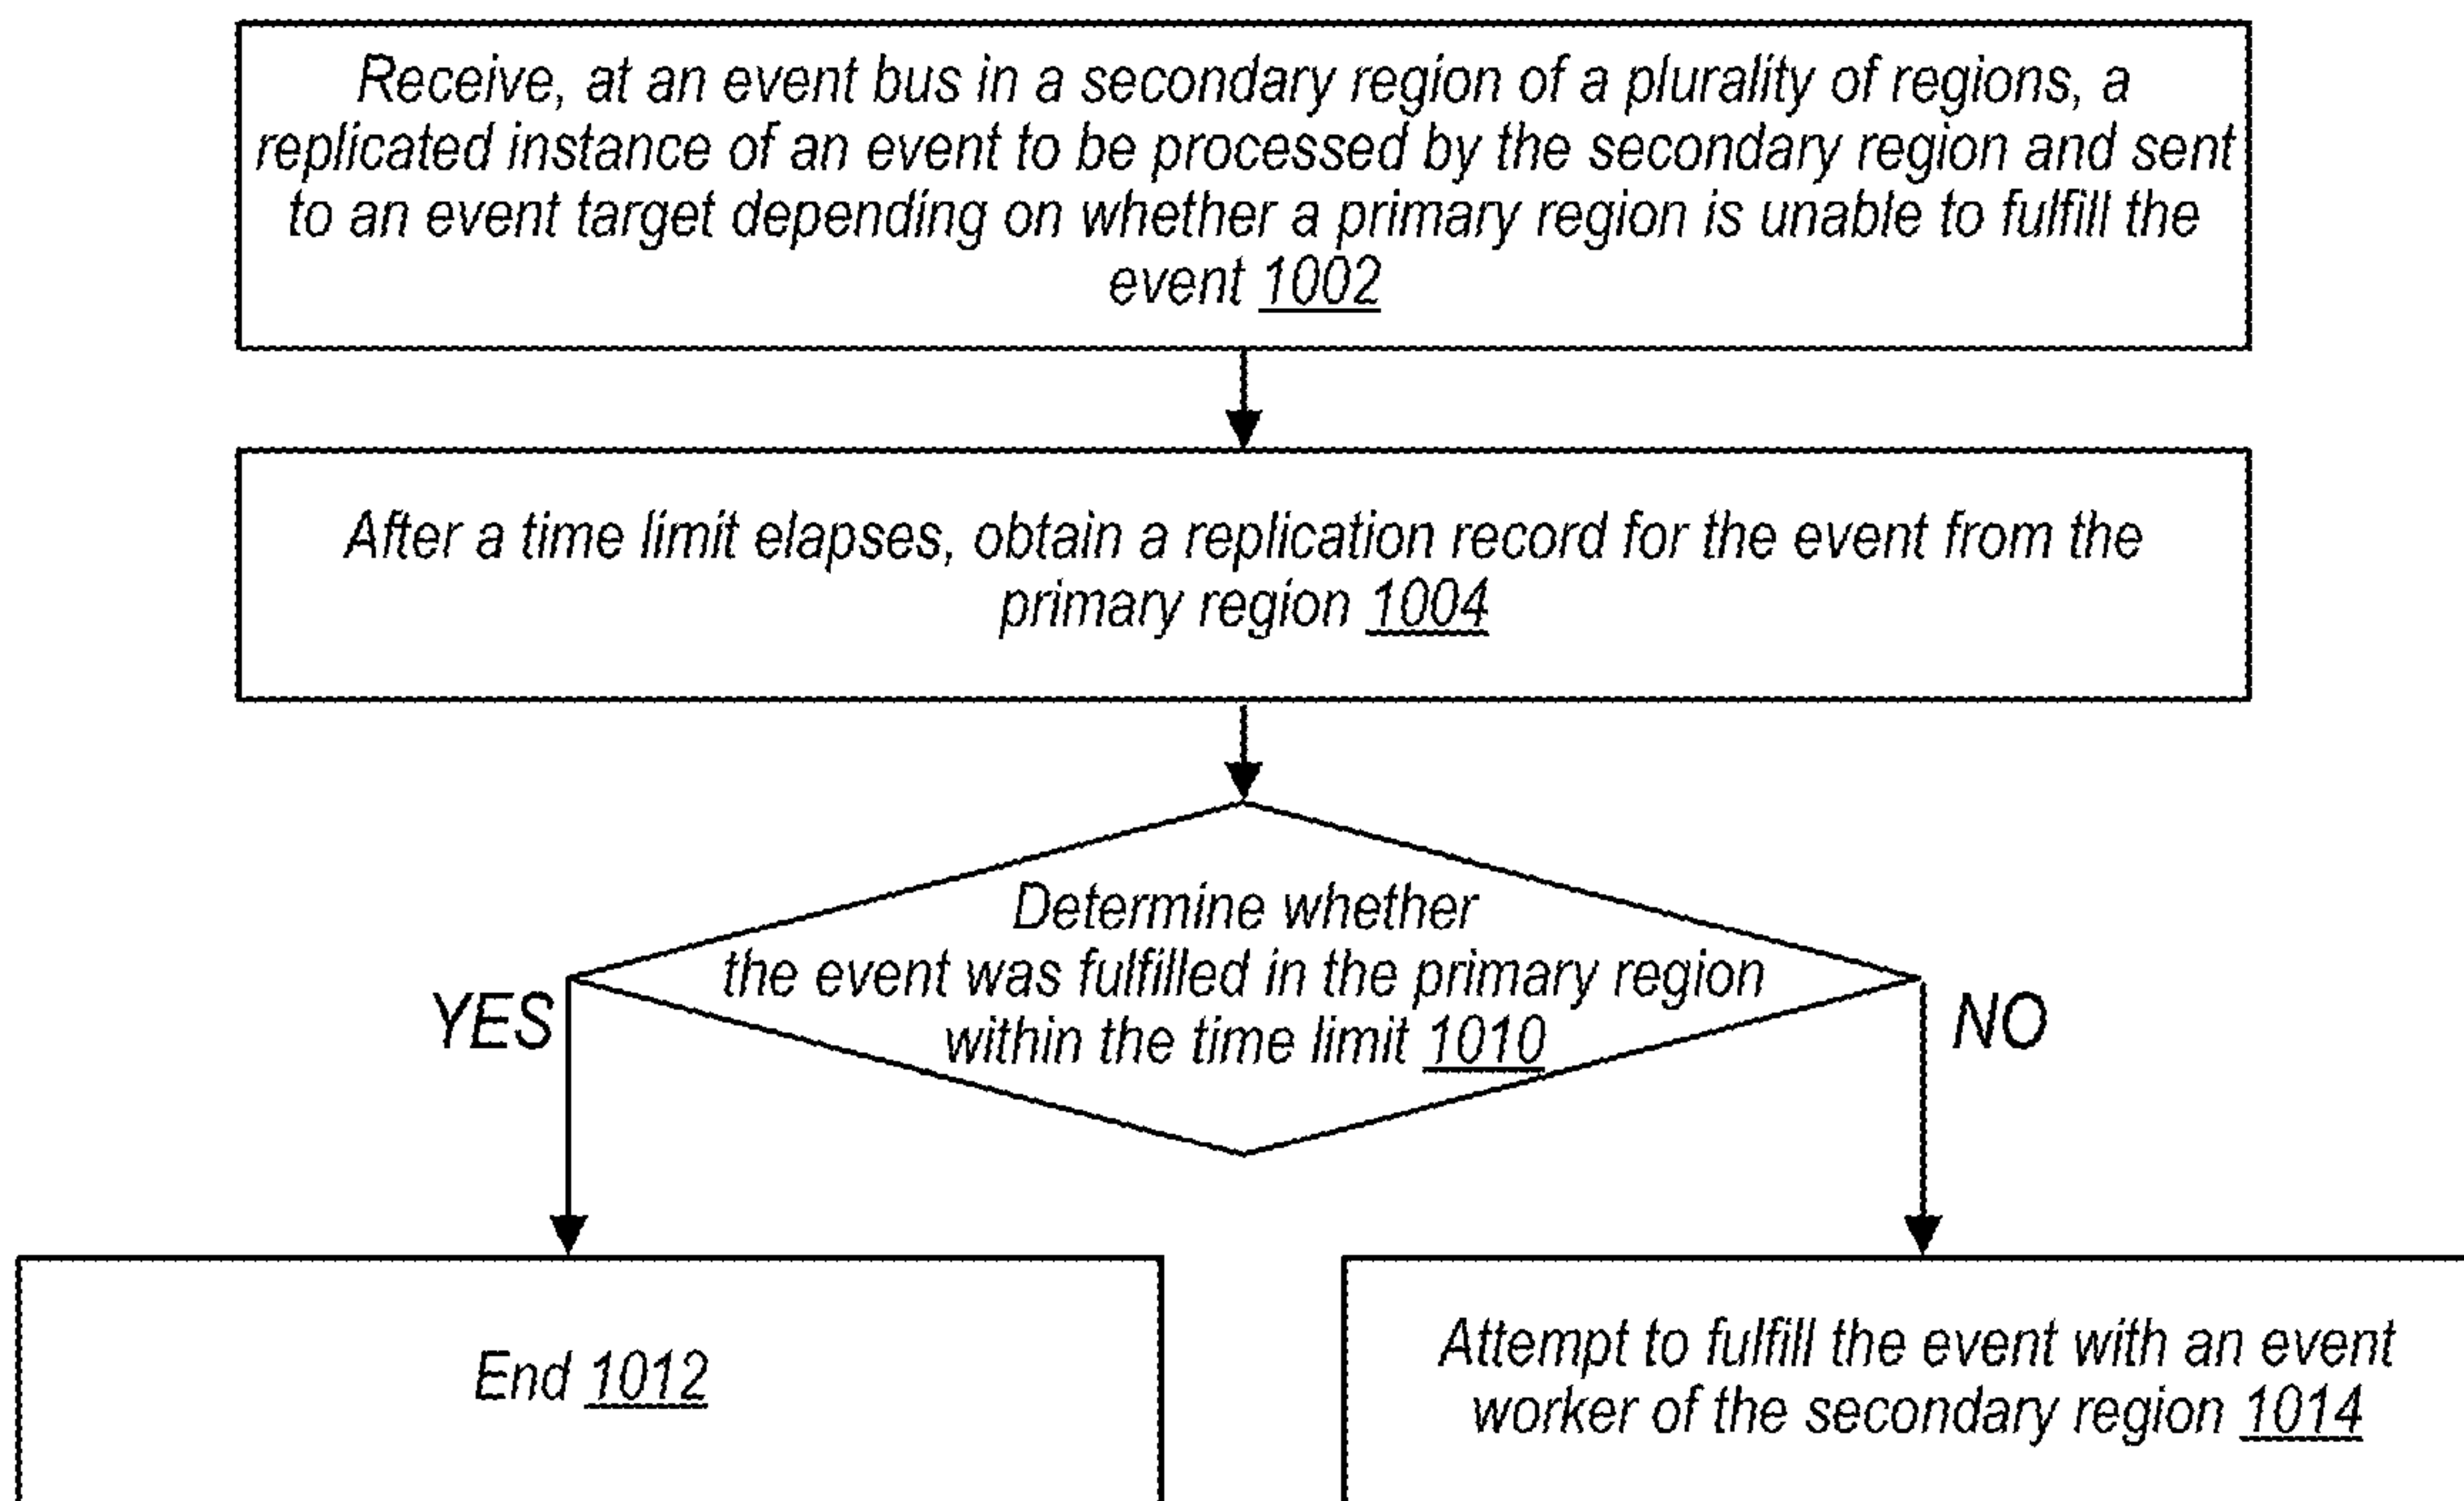 Receive, at an event bus in a secondary region of a plurality of regions, a
replicated instance of an event to be processed by the secondary region and sent
to an event target depending on whether a primary region is unable to fulfill the
event 1002
After a time limit elapses, obtain a replication record for the event from the
primary region 1004
Determine whether
the event was fulfilled in the primary region
within the time limit 1010
YES
NO
End 1012
Attempt to fulfill the event with an event
worker of the secondary region 1014